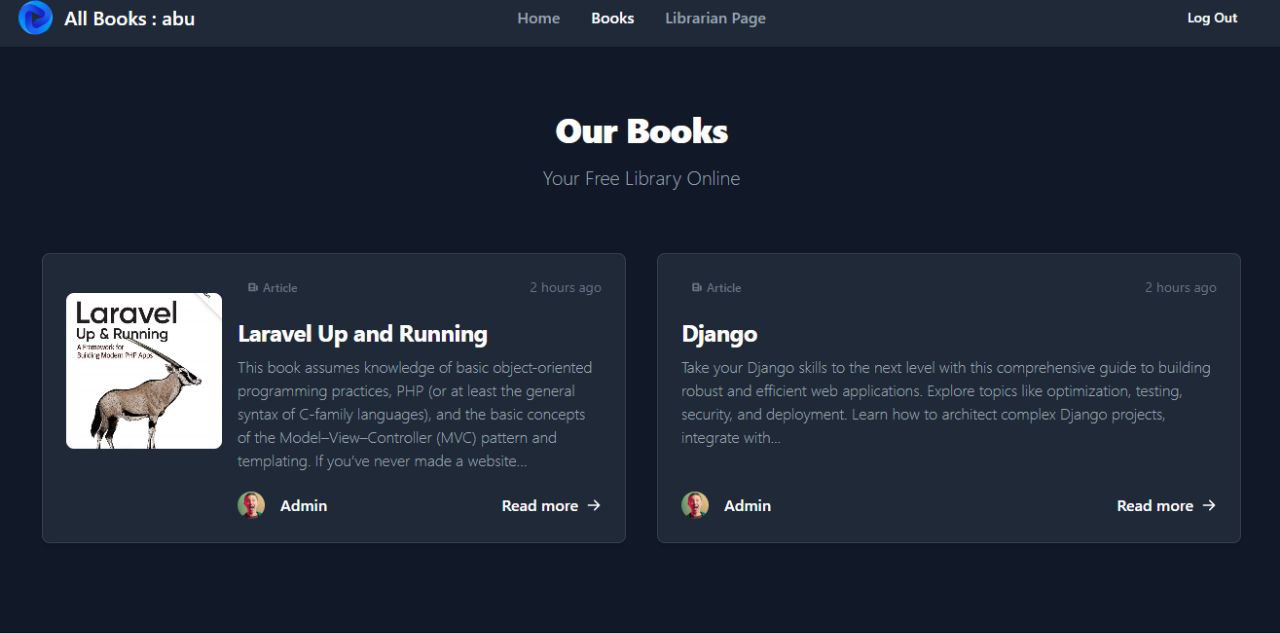 All Books : abu
Home Books Librarian Page
Log Out
Our Books
Your Free Library Online
Article 2 hours ago
Laravel
Up & Running
A Framework for
Building Modern PHP Apps
Laravel Up and Running
This book assumes knowledge of basic object-oriented
programming practices, PHP (or at least the general
syntax of C-family languages), and the basic concepts
of the Model–View–Controller (MVC) pattern and
templating. If you’ve never made a website...
Admin Read more →
Article 2 hours ago
Django
Take your Django skills to the next level with this comprehensive guide to building
robust and efficient web applications. Explore topics like optimization, testing,
security, and deployment. Learn how to architect complex Django projects,
integrate with...
Admin Read more →